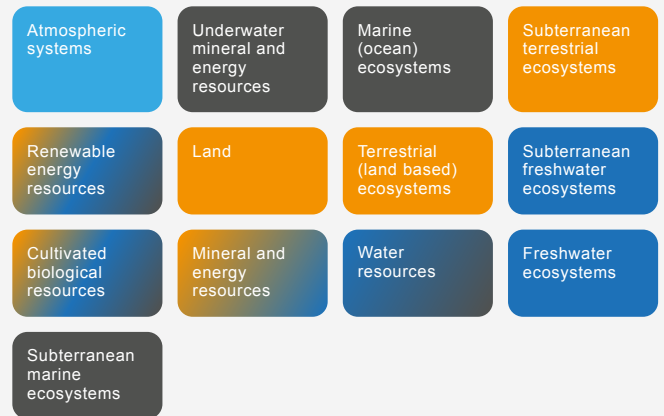 Atmospheric
systems
Underwater
mineral and
energy
resources
Marine
(ocean)
ecosystems
Subterranean
terrestrial
ecosystems
Renewable
energy
resources
Land
Terrestrial
(land based)
ecosystems
Subterranean
freshwater
ecosystems
Cultivated
biological
resources
Mineral and
energy
resources
Water
resources
Freshwater
ecosystems
Subterranean
marine
ecosystems